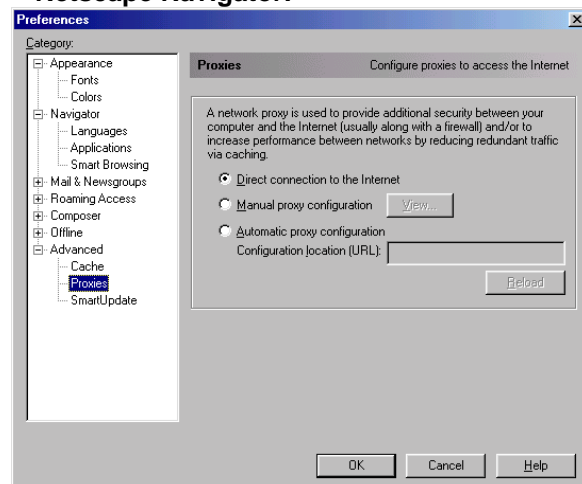 Netscape Navigator:
Preferences
Category:
Appearance
Fonts
Colors
Navigator
Languages
Applications
Smart Browsing
Mail & Newsgroups
Roaming Access
Composer
Offline
Advanced
Cache
Proxies
SmartUpdate
Proxies Configure proxies to access the Internet
A network proxy is used to provide additional security between your
computer and the Internet (usually along with a firewall) and/or to
increase performance between networks by reducing redundant traffic
via caching.
Direct connection to the Internet
Manual proxy configuration View...
Automatic proxy configuration
Configuration location (URL):
Reload
OK Cancel Help